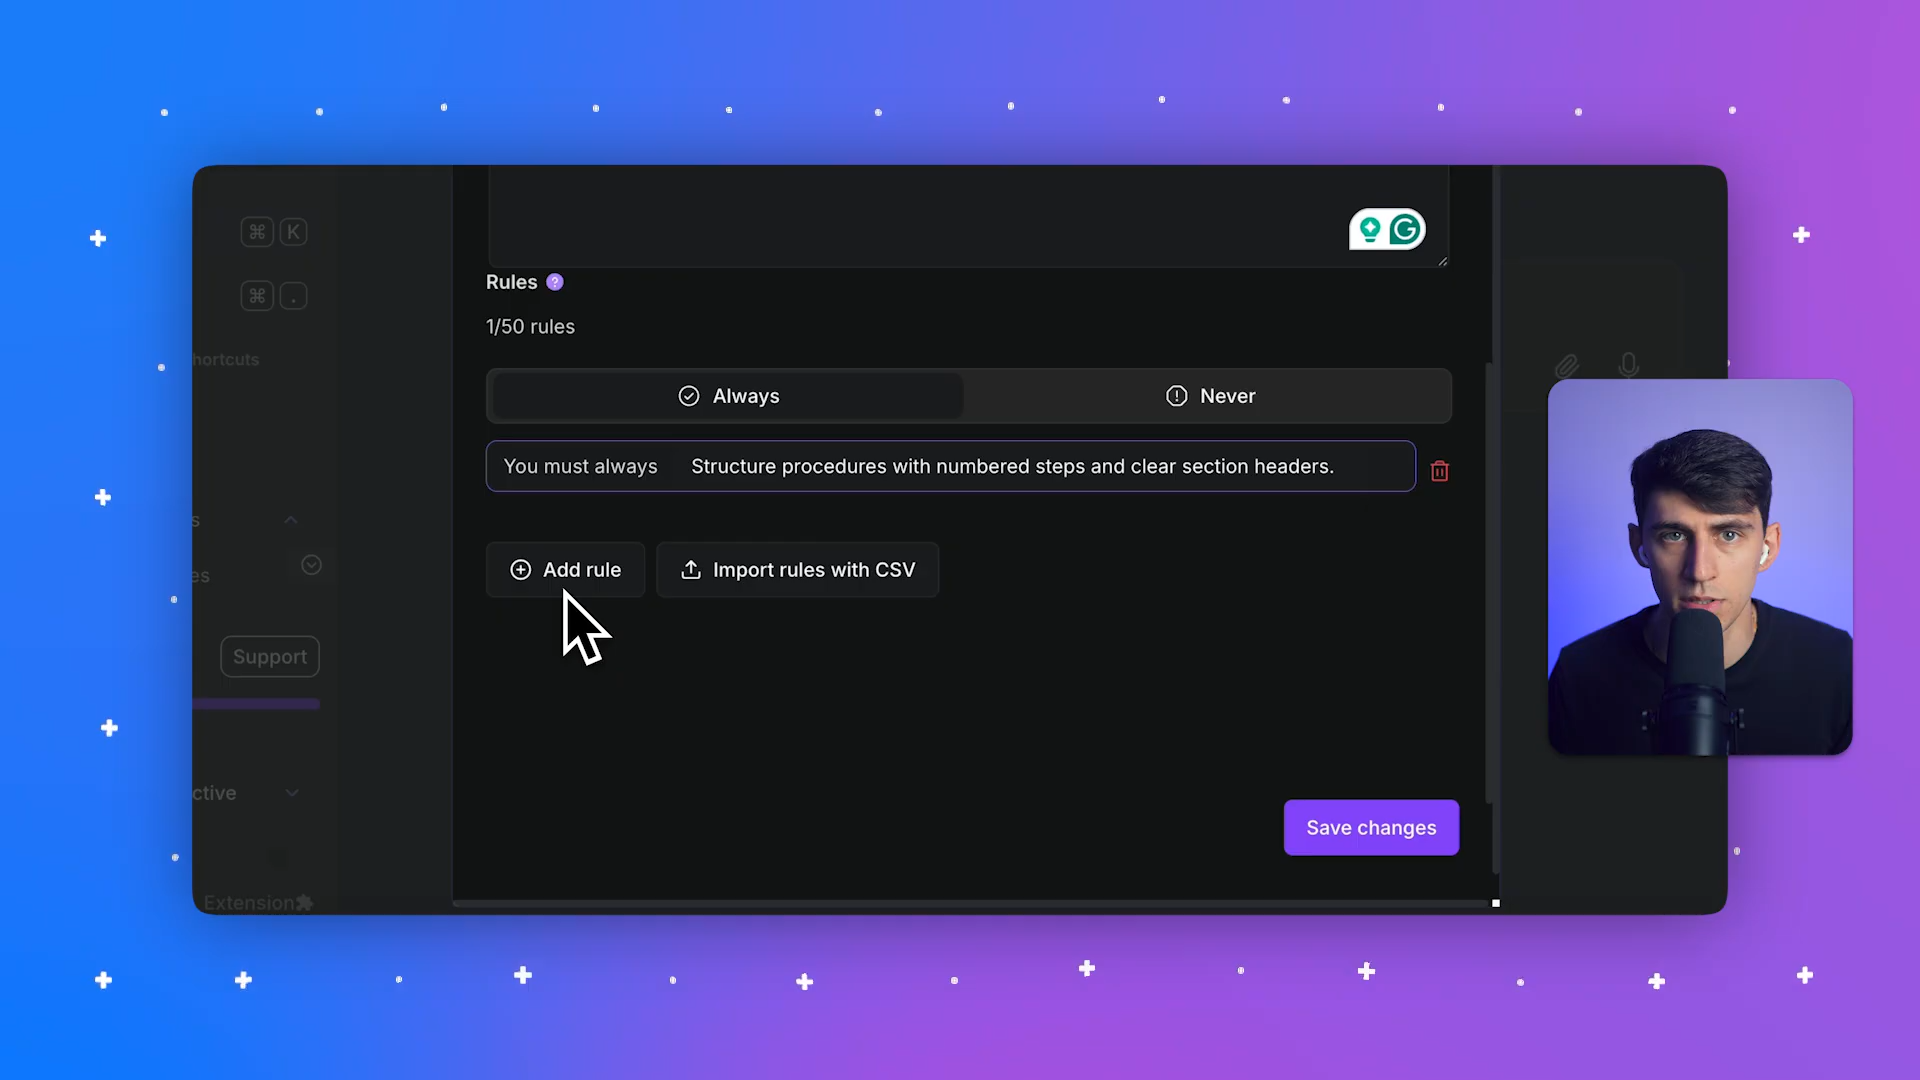 ⌘ K
⌘ .
hortcuts
s
es
Support
ctive
Extension
Rules ?
1/50 rules
Always
Never
You must always Structure procedures with numbered steps and clear section headers.
Add rule
Import rules with CSV
Save changes